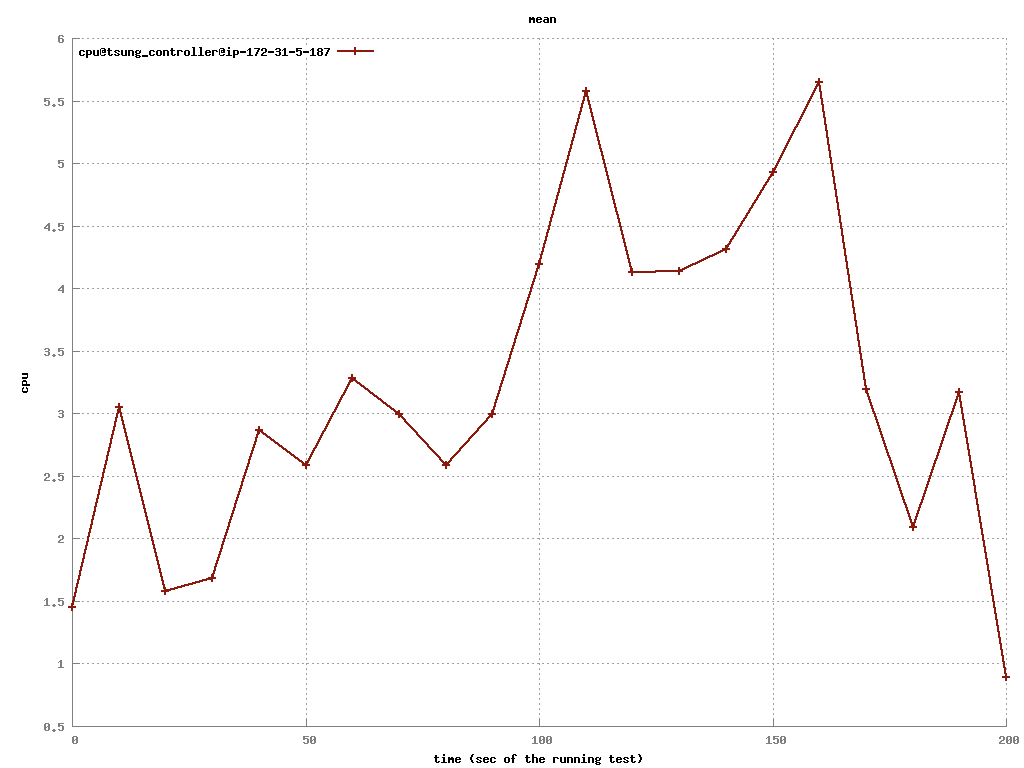 mean
cpu@tsung_controller@ip-172-31-5-187
6
5.5
5
4.5
4
3.5
3
2.5
2
1.5
1
0.5
cpu
0 50 100 150 200
time (sec of the running test)